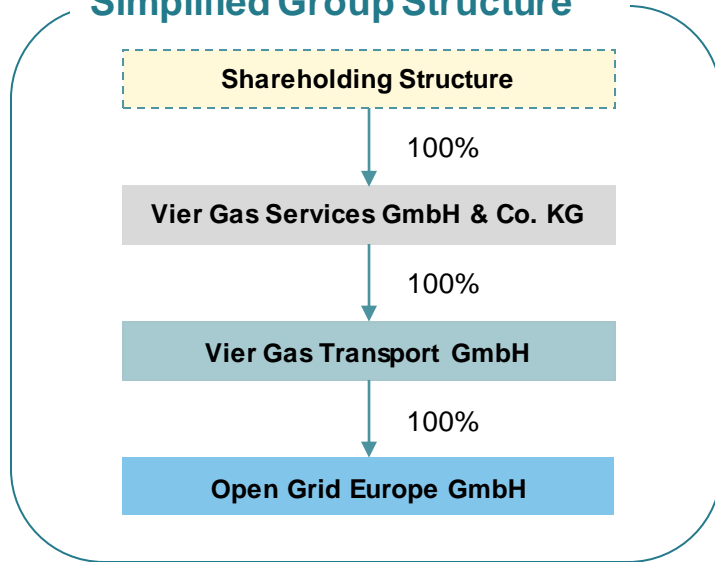 Simplified Group Structure
Shareholding Structure
100%
Vier Gas Services GmbH & Co. KG
100%
Vier Gas Transport GmbH
100%
Open Grid Europe GmbH